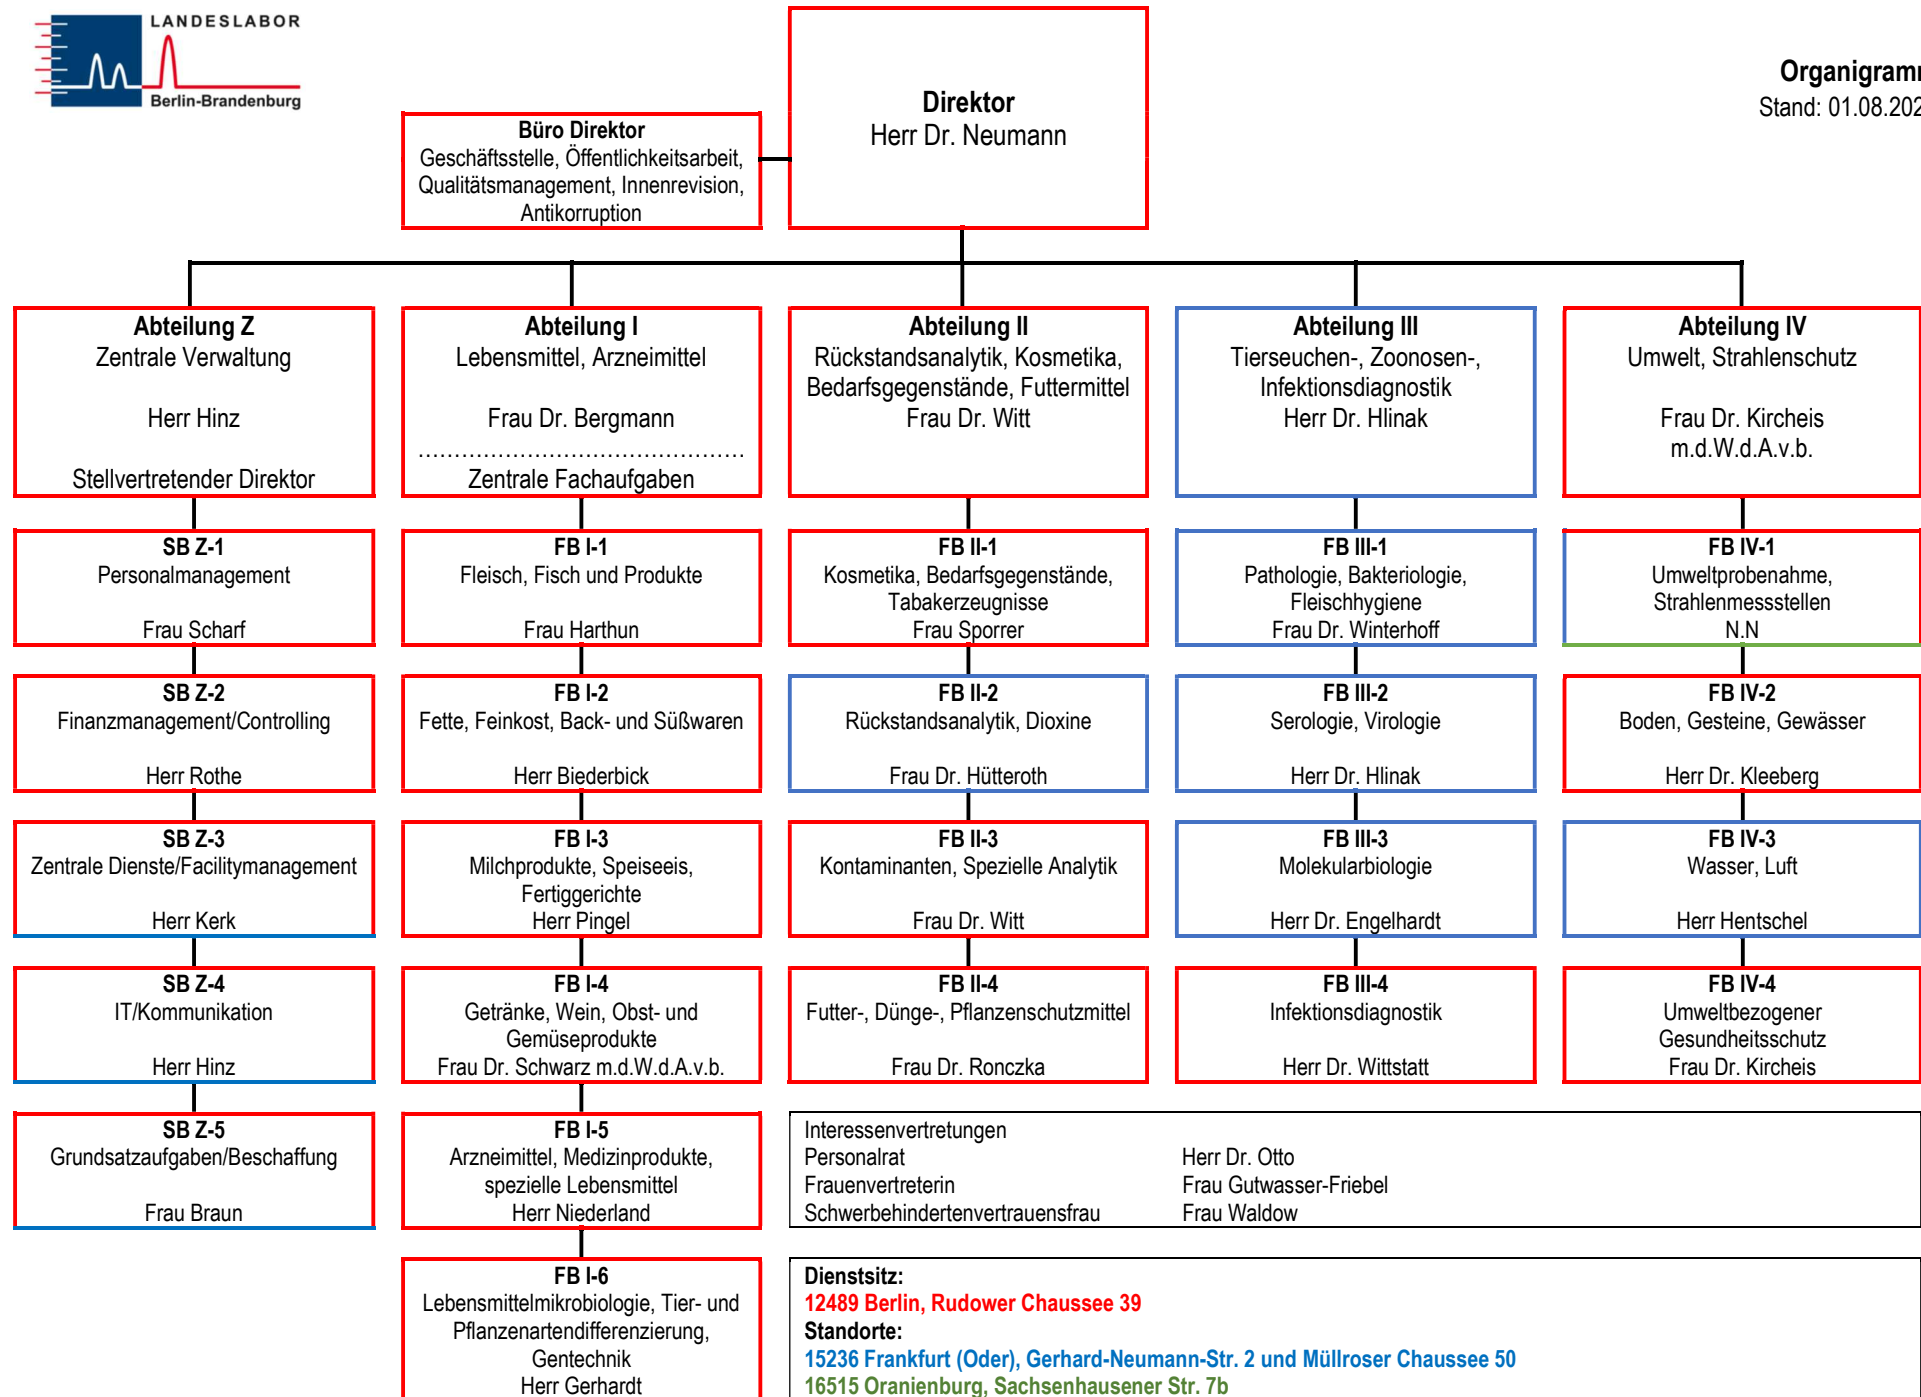 LANDESLABOR
Berlin-Brandenburg
Organigramm
Stand: 01.08.202
Direktor
Herr Dr. Neumann
Büro Direktor
Geschäftsstelle, Öffentlichkeitsarbeit,
Qualitätsmanagement, Innenrevision,
Antikorruption
Abteilung Z
Zentrale Verwaltung
Herr Hinz
Stellvertretender Direktor
Abteilung I
Lebensmittel, Arzneimittel
Frau Dr. Bergmann
………………………………………
Zentrale Fachaufgaben
Abteilung II
Rückstandsanalytik, Kosmetika,
Bedarfsgegenstände, Futtermittel
Frau Dr. Witt
Abteilung III
Tierseuchen-, Zoonosen-,
Infektionsdiagnostik
Herr Dr. Hlinak
Abteilung IV
Umwelt, Strahlenschutz
Frau Dr. Kircheis
m.d.W.d.A.v.b.
SB Z-1
Personalmanagement
Frau Scharf
FB I-1
Fleisch, Fisch und Produkte
Frau Harthun
FB II-1
Kosmetika, Bedarfsgegenstände,
Tabakerzeugnisse
Frau Sporrer
FB III-1
Pathologie, Bakteriologie,
Fleischhygiene
Frau Dr. Winterhoff
FB IV-1
Umweltprobenahme,
Strahlenmessstellen
N.N
SB Z-2
Finanzmanagement/Controlling
Herr Rothe
FB I-2
Fette, Feinkost, Back- und Süßwaren
Herr Biederbick
FB II-2
Rückstandsanalytik, Dioxine
Frau Dr. Hütteroth
FB III-2
Serologie, Virologie
Herr Dr. Hlinak
FB IV-2
Boden, Gesteine, Gewässer
Herr Dr. Kleeberg
SB Z-3
Zentrale Dienste/Facilitymanagement
Herr Kerk
FB I-3
Milchprodukte, Speiseeis,
Fertiggerichte
Herr Pingel
FB II-3
Kontaminanten, Spezielle Analytik
Frau Dr. Witt
FB III-3
Molekularbiologie
Herr Dr. Engelhardt
FB IV-3
Wasser, Luft
Herr Hentschel
SB Z-4
IT/Kommunikation
Herr Hinz
FB I-4
Getränke, Wein, Obst- und
Gemüseprodukte
Frau Dr. Schwarz m.d.W.d.A.v.b.
FB II-4
Futter-, Dünge-, Pflanzenschutzmittel
Frau Dr. Ronczka
FB III-4
Infektionsdiagnostik
Herr Dr. Wittstatt
FB IV-4
Umweltbezogener
Gesundheitsschutz
Frau Dr. Kircheis
SB Z-5
Grundsatzaufgaben/Beschaffung
Frau Braun
FB I-5
Arzneimittel, Medizinprodukte,
spezielle Lebensmittel
Herr Niederland
Interessenvertretungen
Personalrat Herr Dr. Otto
Frauenvertreterin Frau Gutwasser-Friebel
Schwerbehindertenvertrauensfrau Frau Waldow
FB I-6
Lebensmittelmikrobiologie, Tier- und
Pflanzenartendifferenzierung,
Gentechnik
Herr Gerhardt
Dienstsitz:
12489 Berlin, Rudower Chaussee 39
Standorte:
15236 Frankfurt (Oder), Gerhard-Neumann-Str. 2 und Müllroser Chaussee 50
16515 Oranienburg, Sachsenhausener Str. 7b